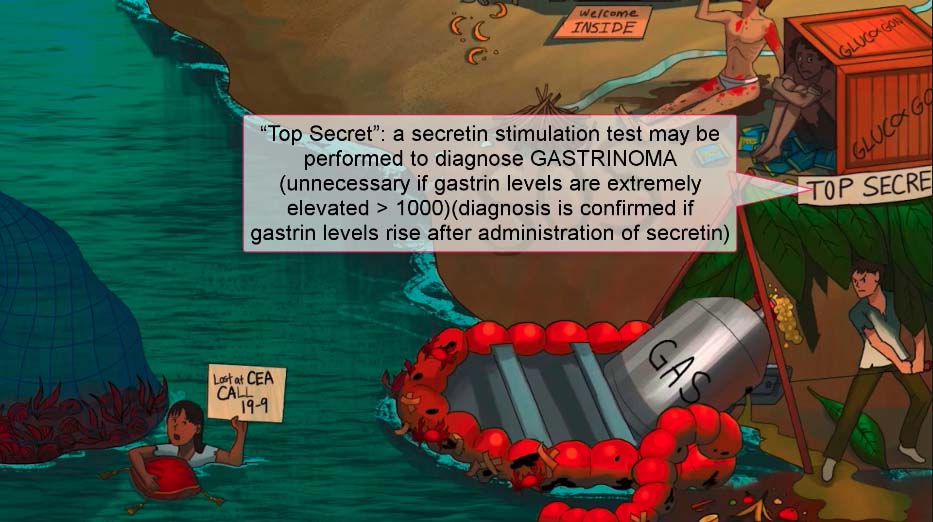 Welcome
INSIDE
GLUCAGON
GLUCAGON
"Top Secret": a secretin stimulation test may be
performed to diagnose GASTRINOMA
(unnecessary if gastrin levels are extremely
elevated > 1000)(diagnosis is confirmed if
gastrin levels rise after administration of secretin)
TOP SECRE
GAS
Lost at CEA
CALL
19-9